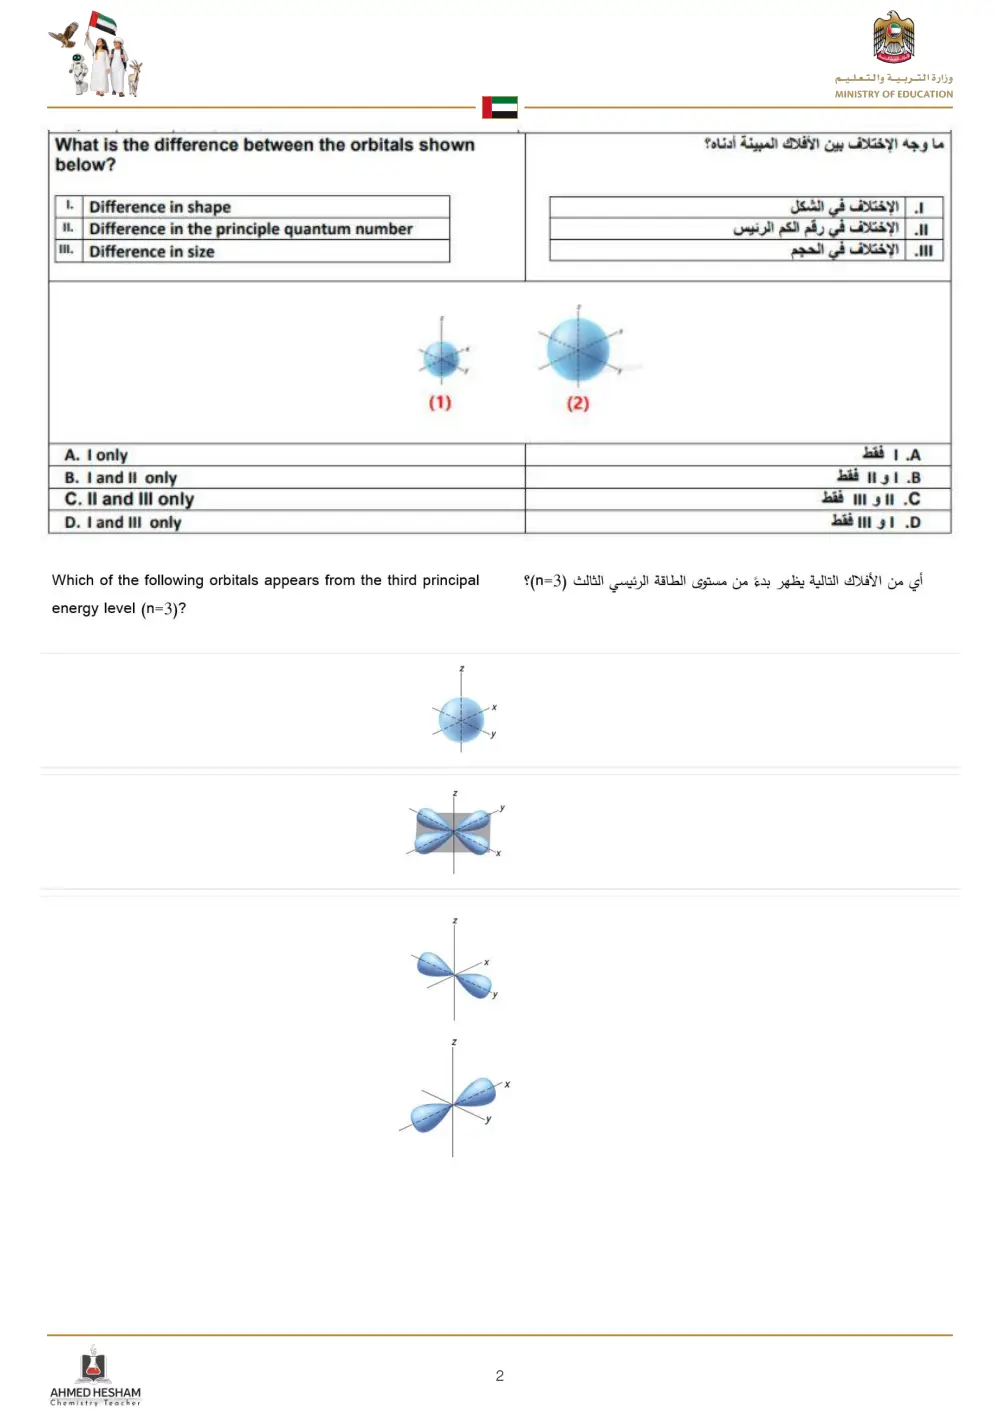 وزارة التربية والتعليم
MINISTRY OF EDUCATION
What is the difference between the orbitals shown
below?
I. Difference in shape
II. Difference in the principle quantum number
III. Difference in size
ما وجه الإختلاف بين الأفلاك المبينة أدناه؟
I. الإختلاف في الشكل
II. الإختلاف في رقم الكم الرئيس
III. الإختلاف في الحجم
z
x
y
(1)
z
x
y
(2)
A. I only
A. I فقط
B. I and II only
B. I و II فقط
C. II and III only
C. II و III فقط
D. I and III only
D. I و III فقط
Which of the following orbitals appears from the third principal
energy level (n=3)?
أي من الأفلاك التالية يظهر بدءً من مستوى الطاقة الرئيسي الثالث (n=3)؟
z
x
y
z
y
x
z
x
y
z
x
y
AHMED HESHAM
Chemistry Teacher
2